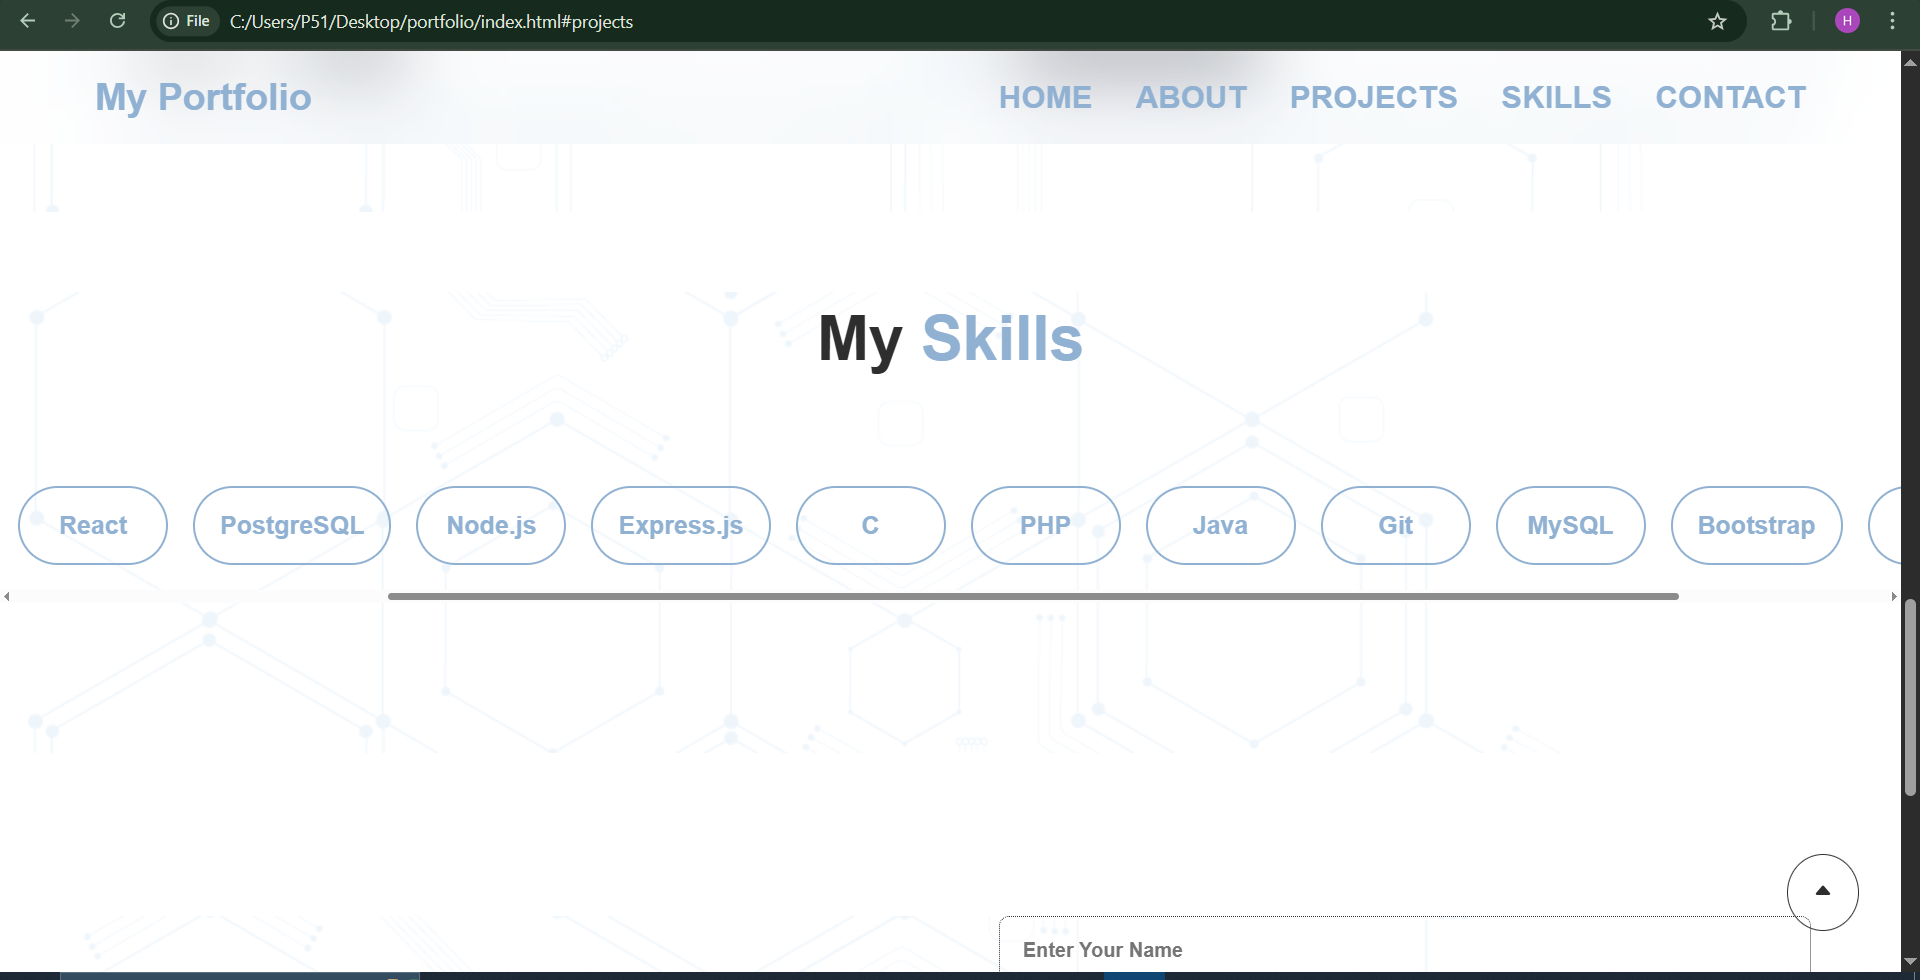 File C:/Users/P51/Desktop/portfolio/index.html#projects H
My Portfolio HOME ABOUT PROJECTS SKILLS CONTACT
My Skills
React PostgreSQL Node.js Express.js C PHP Java Git MySQL Bootstrap
Enter Your Name